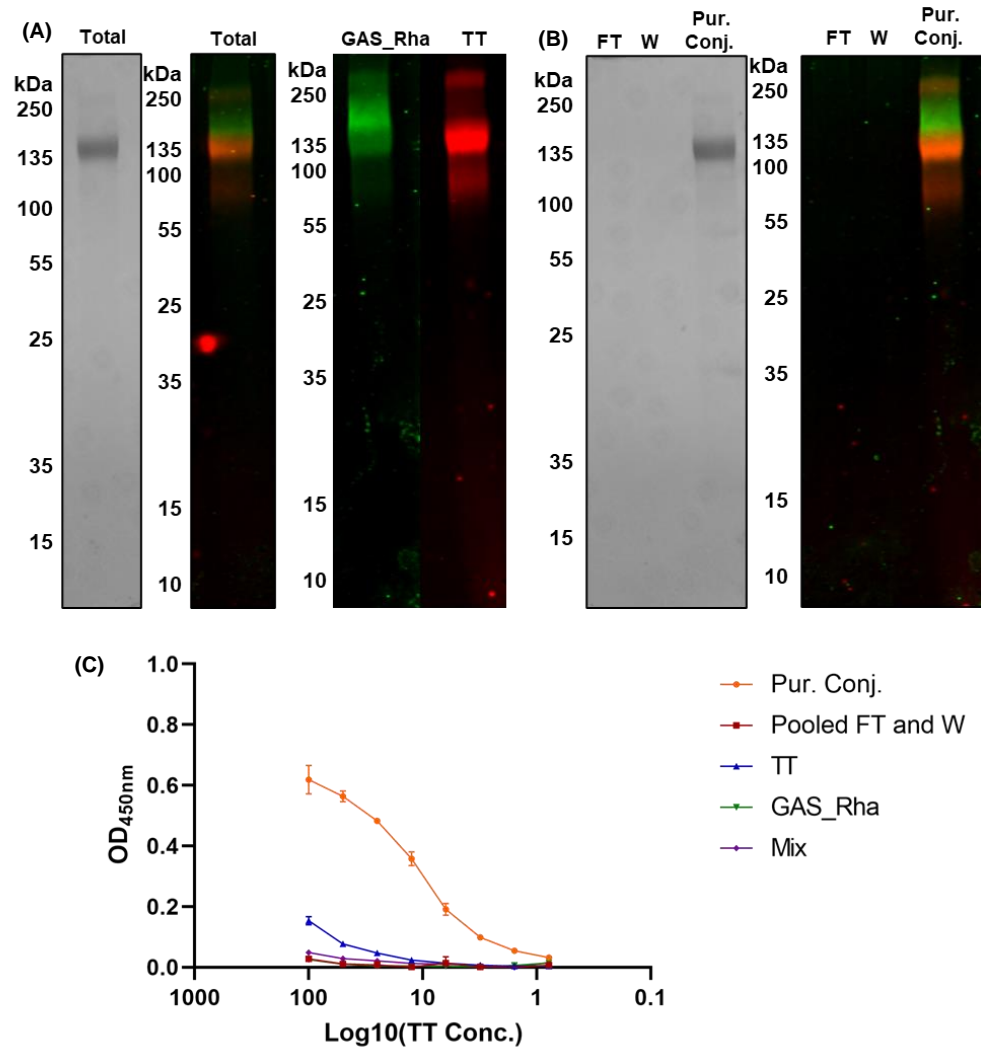 (A)
Total
kDa
250
135
100
55
25
35
15
Total
kDa
250
135
100
55
25
35
15
10
GAS_Rha TT
kDa
250
135
100
55
25
35
15
10
(B)
FT W Pur.
Conj.
kDa
250
135
100
55
25
35
15
FT W Pur.
Conj.
kDa
250
135
100
55
25
35
15
10
(C)
1.0
0.8
0.6
0.4
0.2
0.0
OD450nm
1000 100 10 1 0.1
Log10(TT Conc.)
Pur. Conj.
Pooled FT and W
TT
GAS_Rha
Mix